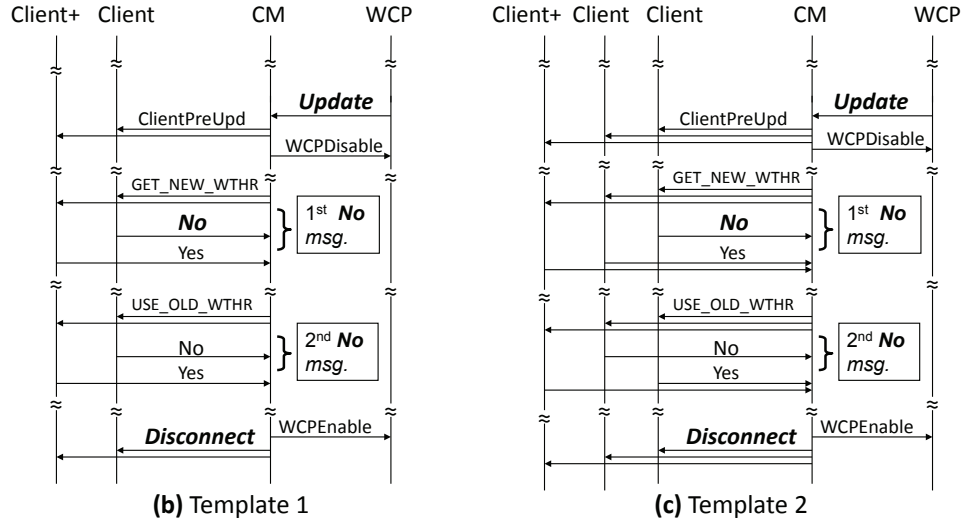 Client+ Client CM WCP
Update
ClientPreUpd
WCPDisable
GET_NEW_WTHR
No
1st No
msg.
Yes
USE_OLD_WTHR
No
2nd No
msg.
Yes
WCPEnable
Disconnect
(b) Template 1
Client+ Client Client CM WCP
Update
ClientPreUpd
WCPDisable
GET_NEW_WTHR
No
1st No
msg.
Yes
USE_OLD_WTHR
No
2nd No
msg.
Yes
WCPEnable
Disconnect
(c) Template 2